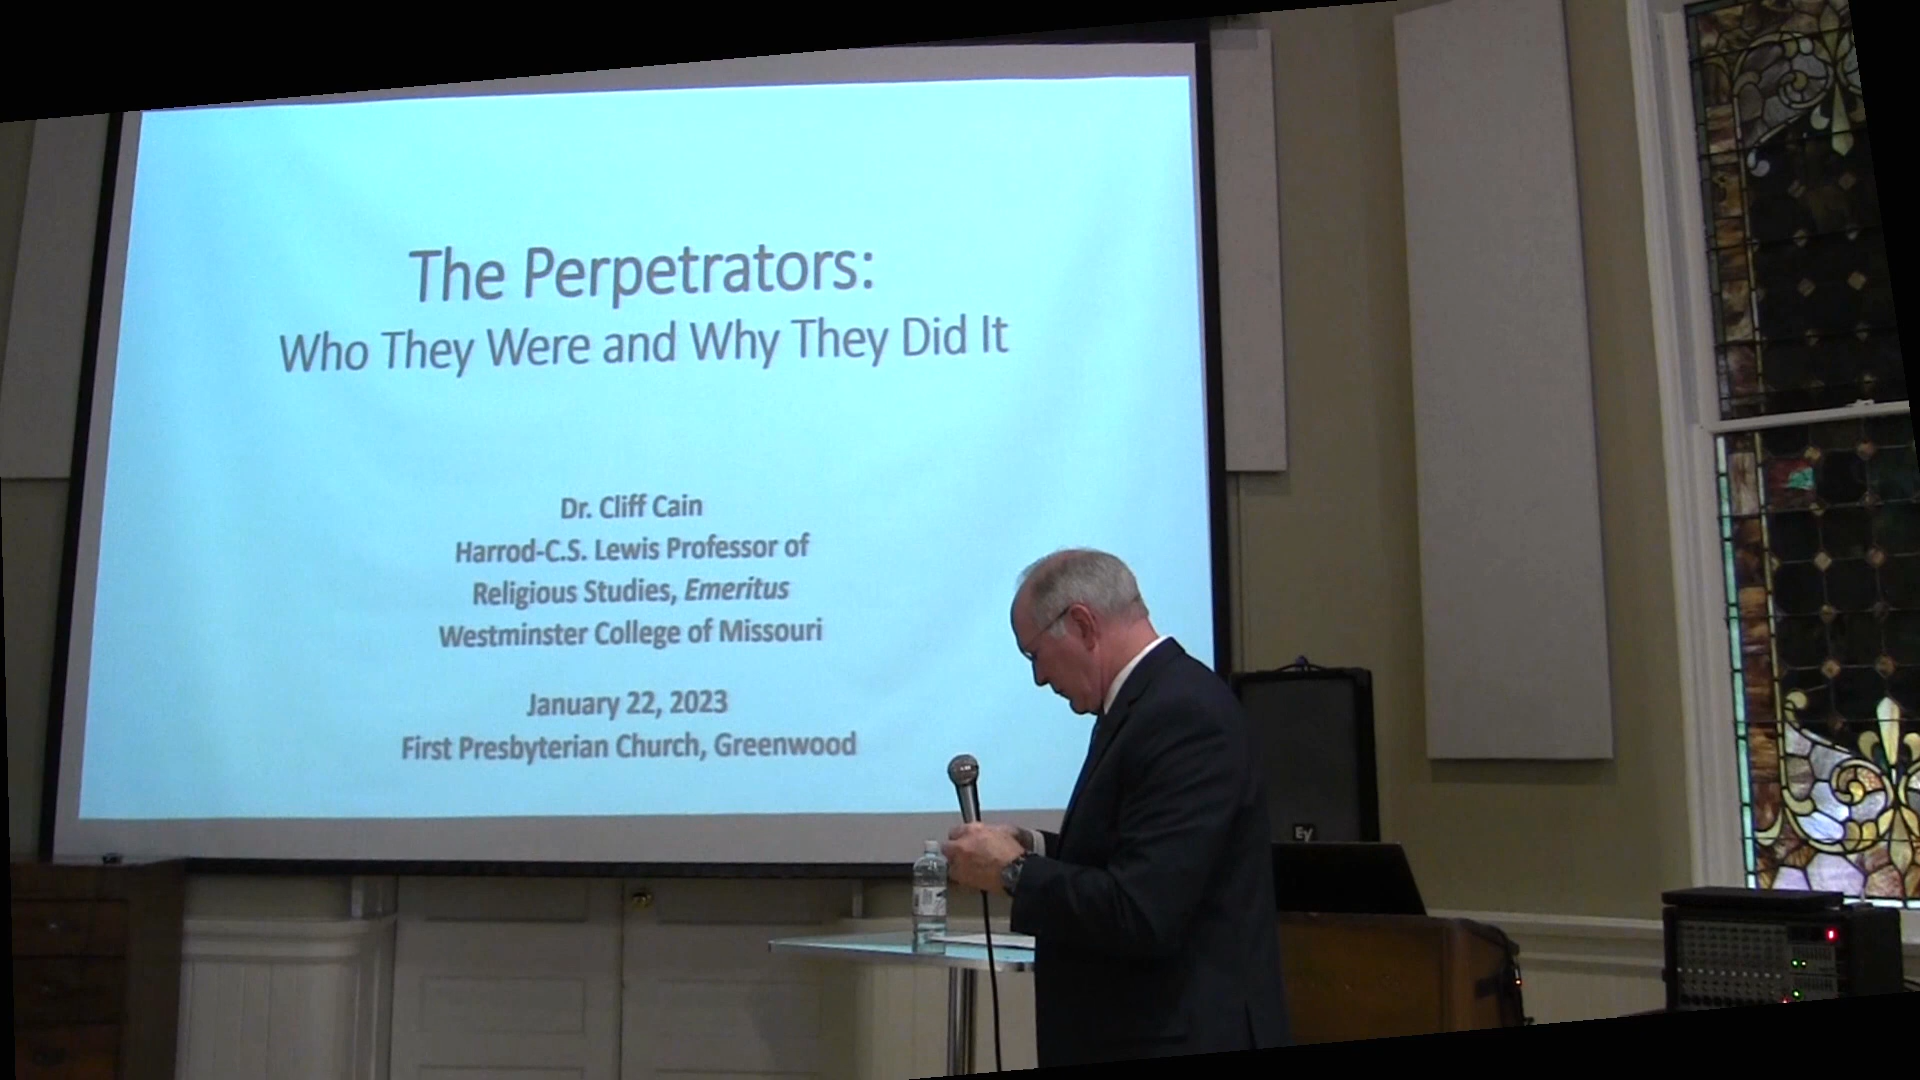 The Perpetrators:
Who They Were and Why They Did It
Dr. Cliff Cain
Harrod-C.S. Lewis Professor of
Religious Studies, Emeritus
Westminster College of Missouri
January 22, 2023
First Presbyterian Church, Greenwood
EV